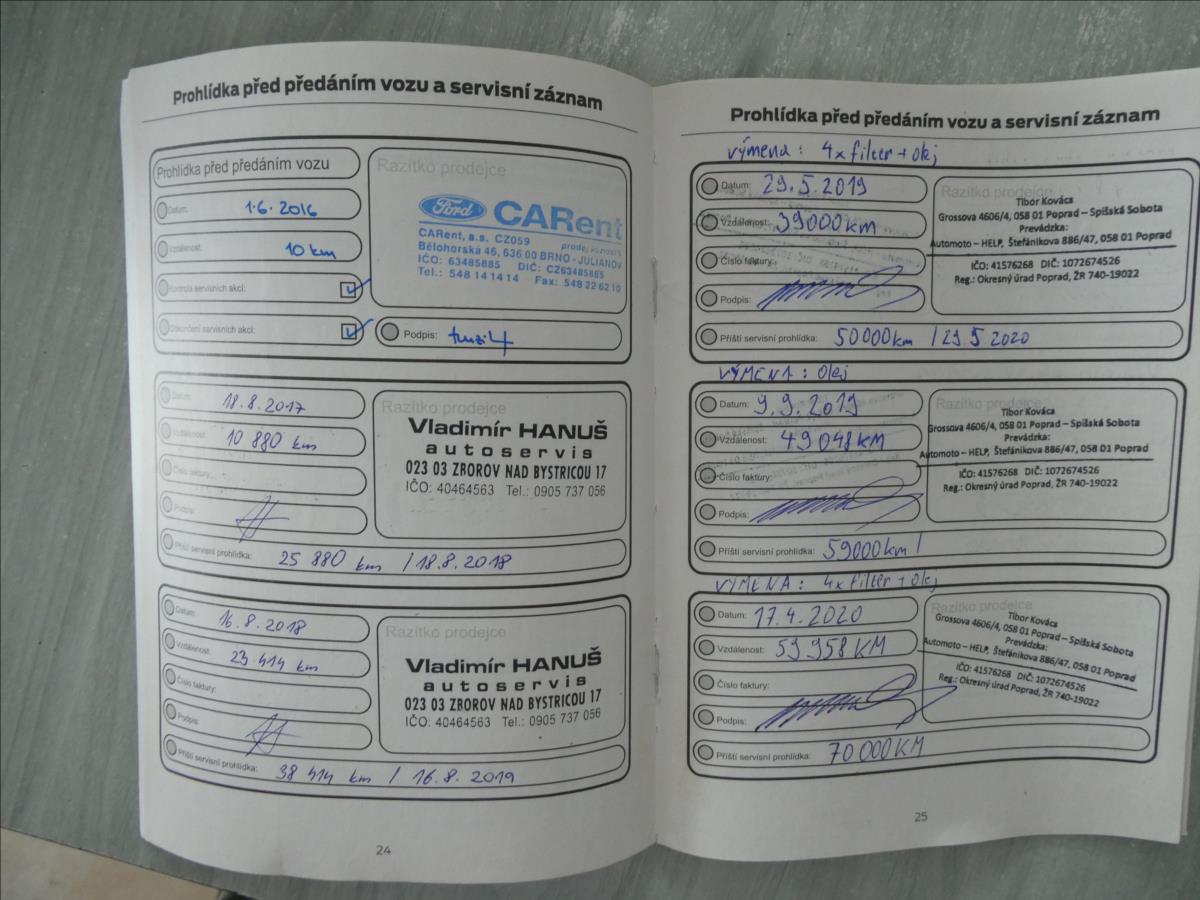 Prohlídka před předáním vozu a servisní záznam
Prohlídka před předáním vozu
Datum: 1.6.2016
Vzdálenost: 10 km
Kontrola servisních akcí:
Dokončení servisních akcí:
Razítko prodejce
Ford CARent
CARent, a.s. CZ059
Bělohorská 46, 636 00 BRNO - JULIÁNOV
IČO: 63485885 DIČ: CZ63485885
Tel.: 548 14 14 14 Fax: 548 22 62 10
Podpis:
Datum: 18.8.2017
Vzdálenost: 10 880 km
Číslo faktury:
Podpis:
Příští servisní prohlídka: 25 880 km / 18.8.2018
Razítko prodejce
Vladimír HANUŠ
autoservis
023 03 ZBOROV NAD BYSTRICOU 17
IČO: 40464563 Tel.: 0905 737 056
Datum: 16.8.2018
Vzdálenost: 23 414 km
Číslo faktury:
Podpis:
Příští servisní prohlídka: 38 414 km / 16.8.2019
Razítko prodejce
Vladimír HANUŠ
autoservis
023 03 ZBOROV NAD BYSTRICOU 17
IČO: 40464563 Tel.: 0905 737 056
24
Prohlídka před předáním vozu a servisní záznam
výmena: 4x filter + olej
Datum: 29.5.2019
Vzdálenost: 39000 km
Číslo faktury:
Podpis:
Příští servisní prohlídka: 50000 km / 29 5 2020
Razítko prodejce
Tibor Kováca
Grossova 4606/4, 058 01 Poprad – Spišská Sobota
Prevádzka:
Automoto – HELP, Štefánikova 886/47, 058 01 Poprad
IČO: 41576268 DIČ: 1072674526
Reg.: Okresný úrad Poprad, ŽR 740-19022
VÝMENA: olej
Datum: 9.9.2019
Vzdálenost: 49 048 KM
Číslo faktury:
Podpis:
Příští servisní prohlídka: 59000 km /
Razítko prodejce
Tibor Kováca
Grossova 4606/4, 058 01 Poprad – Spišská Sobota
Prevádzka:
Automoto – HELP, Štefánikova 886/47, 058 01 Poprad
IČO: 41576268 DIČ: 1072674526
Reg.: Okresný úrad Poprad, ŽR 740-19022
VÝMENA: 4x filter + olej
Datum: 17.4.2020
Vzdálenost: 59 958 KM
Číslo faktury:
Podpis:
Příští servisní prohlídka: 70 000 KM
Razítko prodejce
Tibor Kováca
Grossova 4606/4, 058 01 Poprad – Spišská Sobota
Prevádzka:
Automoto – HELP, Štefánikova 886/47, 058 01 Poprad
IČO: 41576268 DIČ: 1072674526
Reg.: Okresný úrad Poprad, ŽR 740-19022
25